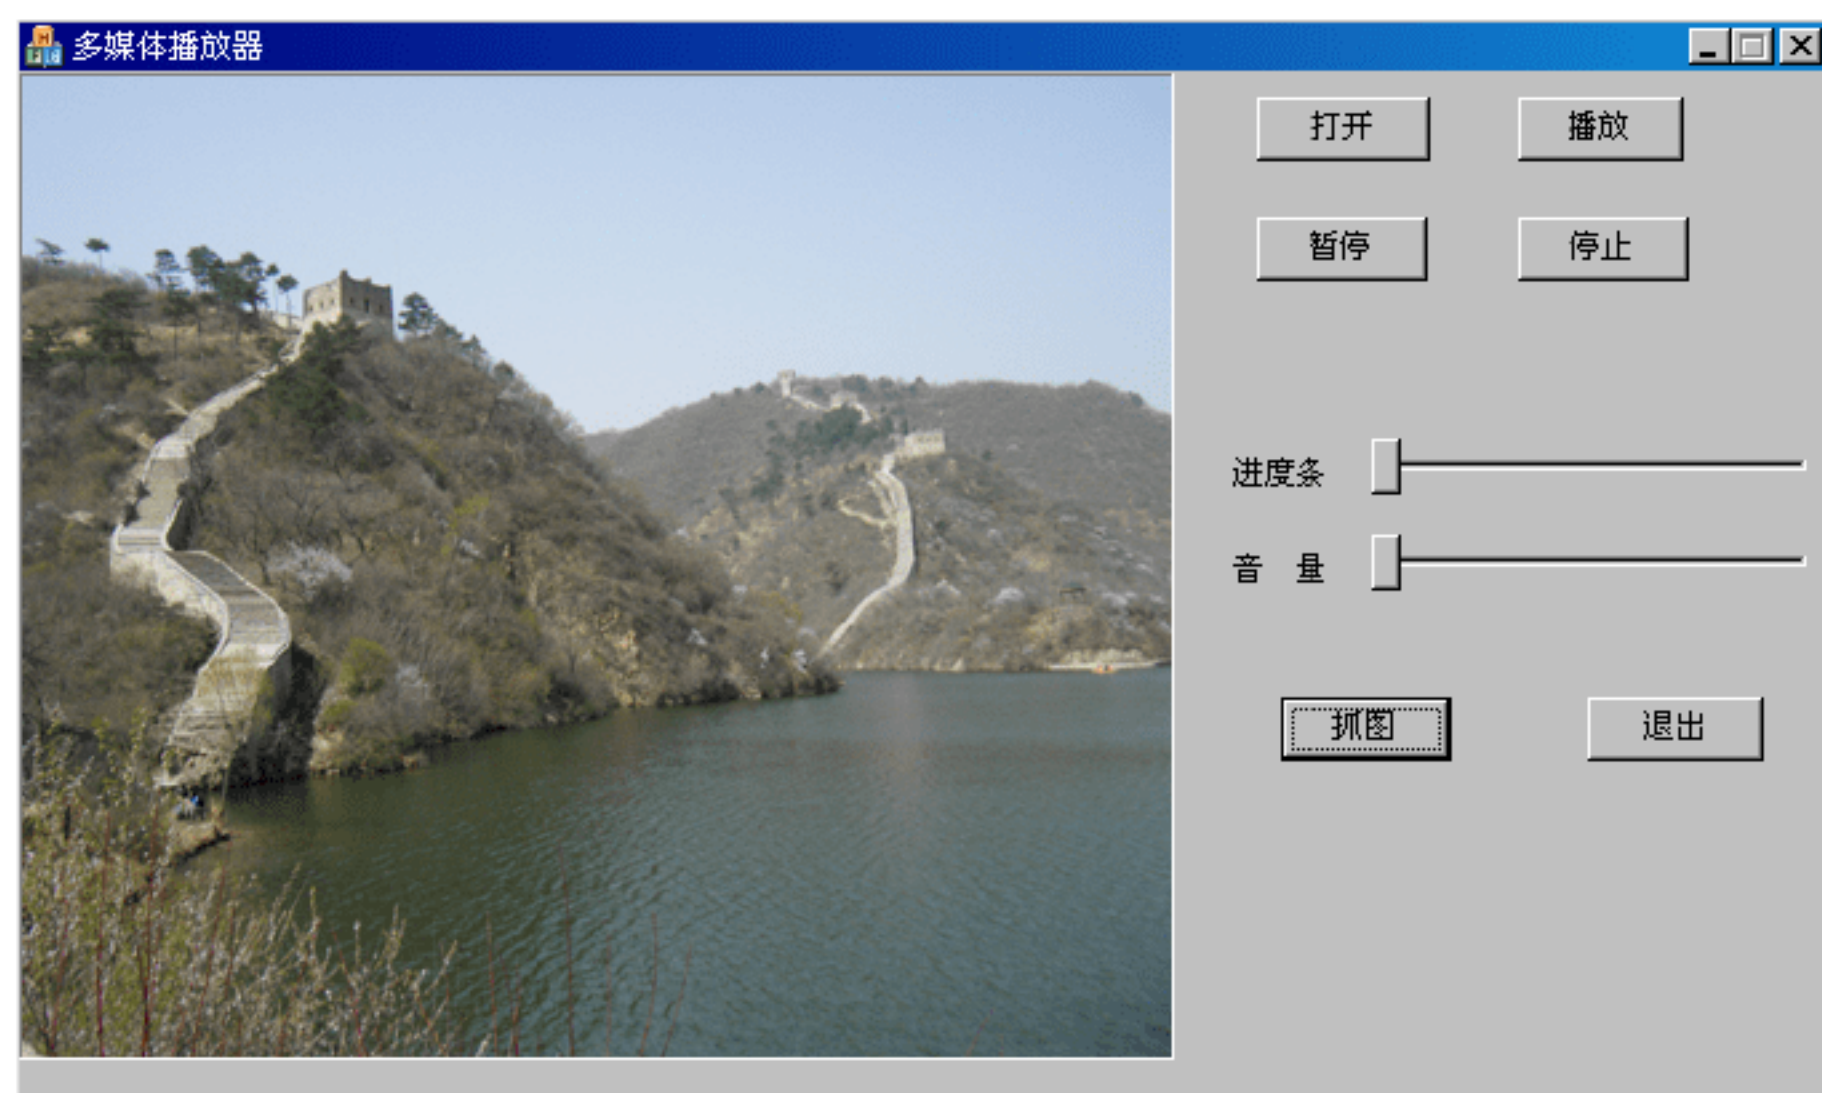 多媒体播放器
打开 播放
暂停 停止
进度条
音 量
抓图 退出